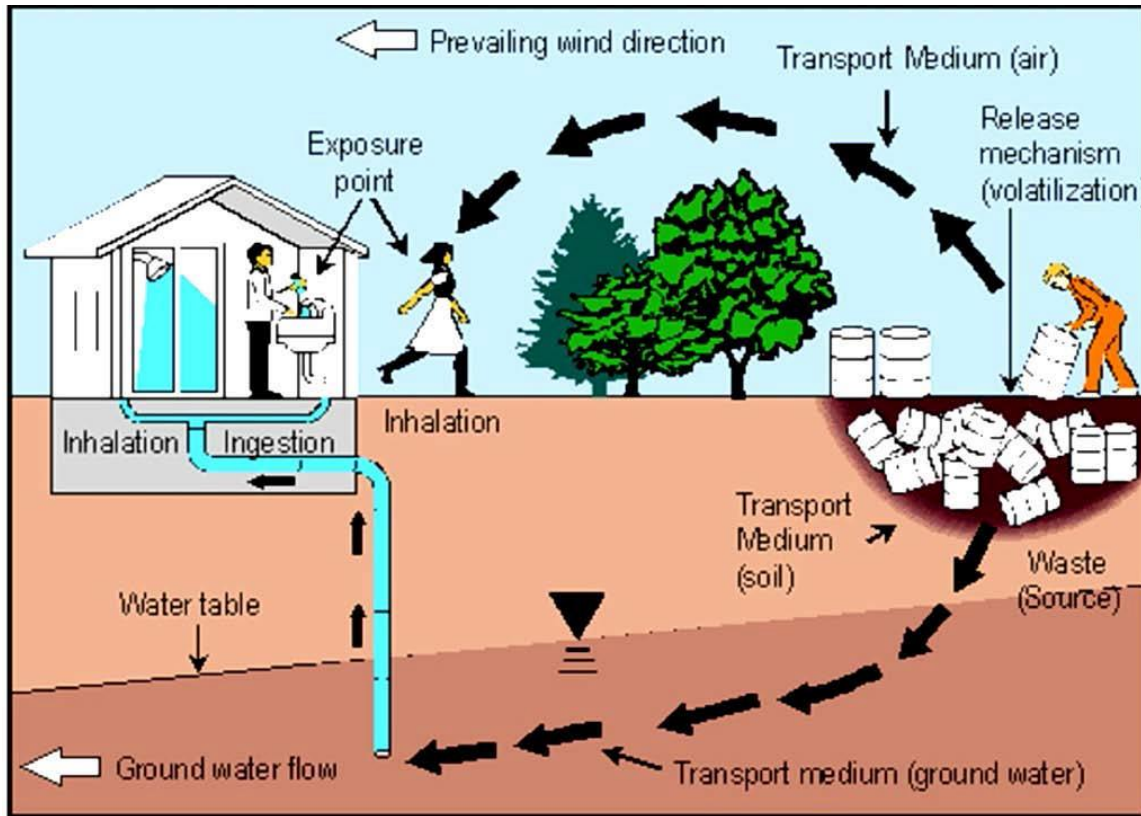 Prevailing wind direction
Transport Medium (air)
Release
mechanism
(volatilization)
Exposure
point
Inhalation
Ingestion
Inhalation
Transport
Medium
(soil)
Waste
(Source)
Water table
Ground water flow
Transport medium (ground water)